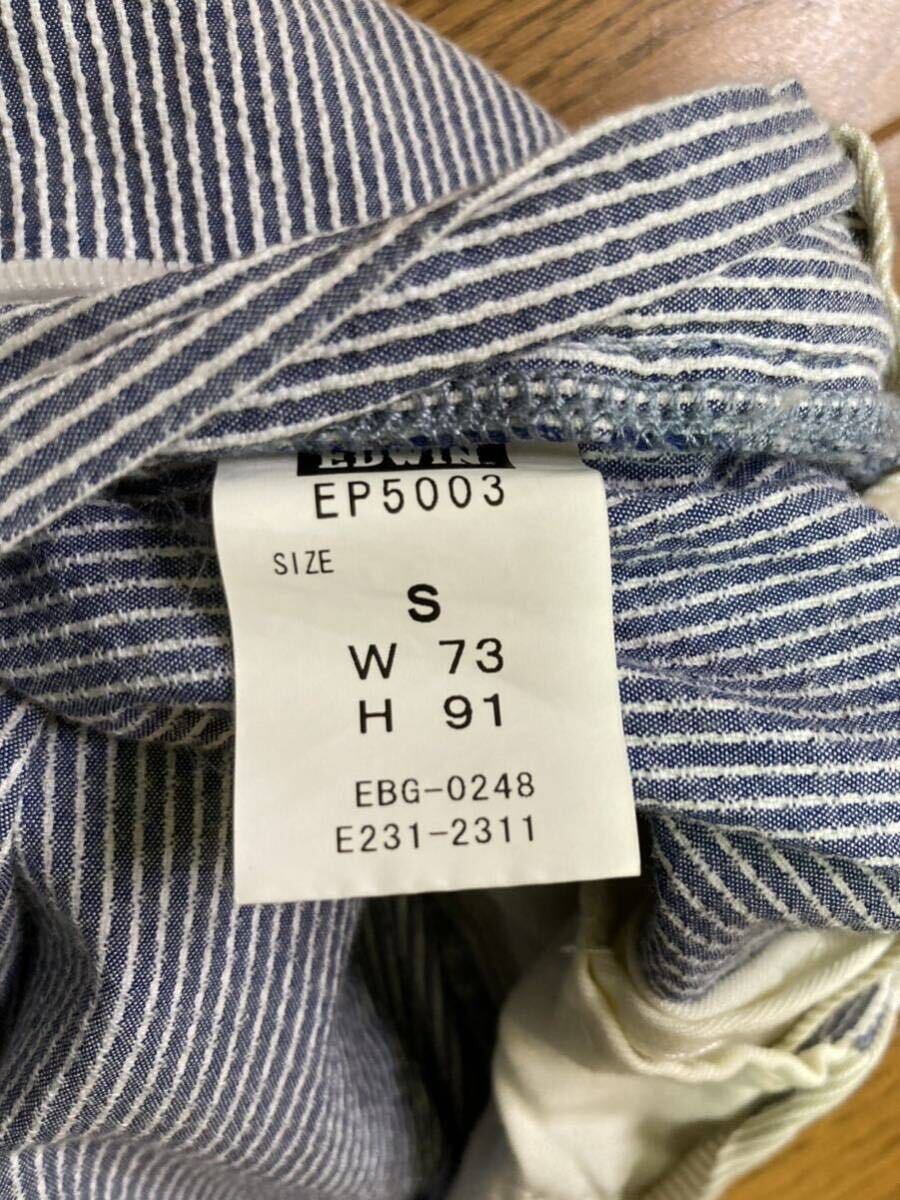 EDWIN
EP5003
SIZE
S
W 73
H 91
EBG-0248
E231-2311